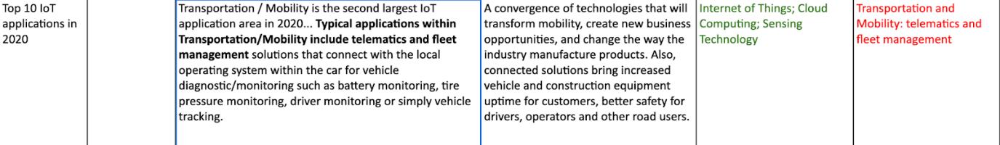 Top 10 IoT
applications in
2020
Transportation / Mobility is the second largest IoT
application area in 2020... Typical applications within
Transportation/Mobility include telematics and fleet
management solutions that connect with the local
operating system within the car for vehicle
diagnostic/monitoring such as battery monitoring, tire
pressure monitoring, driver monitoring or simply vehicle
tracking.
A convergence of technologies that will
transform mobility, create new business
opportunities, and change the way the
industry manufacture products. Also,
connected solutions bring increased
vehicle and construction equipment
uptime for customers, better safety for
drivers, operators and other road users.
Internet of Things; Cloud
Computing; Sensing
Technology
Transportation and
Mobility: telematics and
fleet management